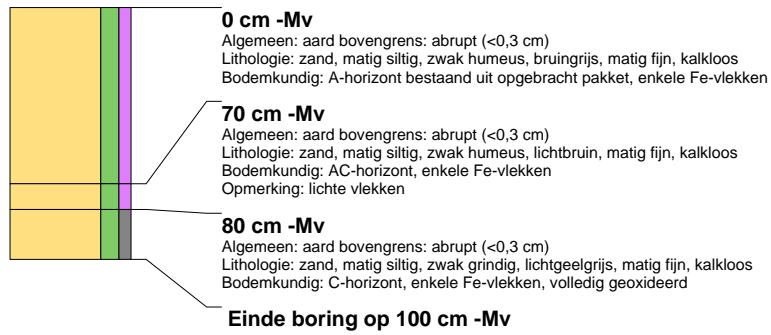 0 cm -Mv
Algemeen: aard bovengrens: abrupt (<0,3 cm)
Lithologie: zand, matig siltig, zwak humeus, bruingrijs, matig fijn, kalkloos
Bodemkundig: A-horizont bestaand uit opgebracht pakket, enkele Fe-vlekken
70 cm -Mv
Algemeen: aard bovengrens: abrupt (<0,3 cm)
Lithologie: zand, matig siltig, zwak humeus, lichtbruin, matig fijn, kalkloos
Bodemkundig: AC-horizont, enkele Fe-vlekken
Opmerking: lichte vlekken
80 cm -Mv
Algemeen: aard bovengrens: abrupt (<0,3 cm)
Lithologie: zand, matig siltig, zwak grindig, lichtgeelgrijs, matig fijn, kalkloos
Bodemkundig: C-horizont, enkele Fe-vlekken, volledig geoxideerd
Einde boring op 100 cm -Mv